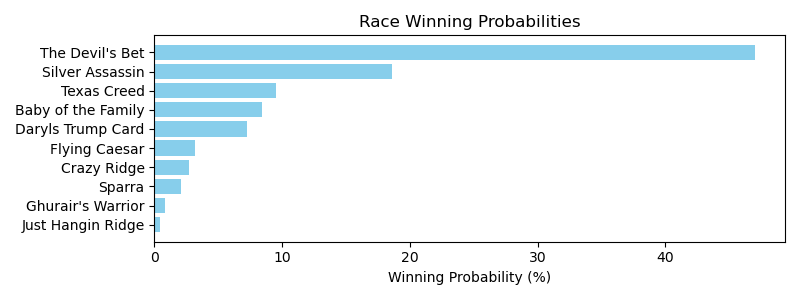 Race Winning Probabilities
The Devil's Bet
Silver Assassin
Texas Creed
Baby of the Family
Daryls Trump Card
Flying Caesar
Crazy Ridge
Sparra
Ghurair's Warrior
Just Hangin Ridge
0 10 20 30 40
Winning Probability (%)